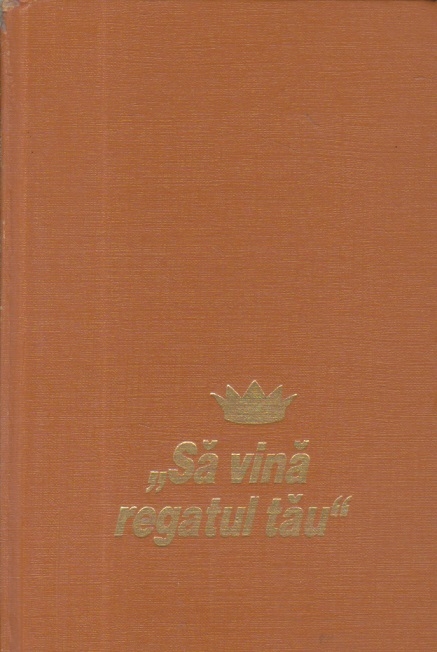 „Să vină
regatul tău“